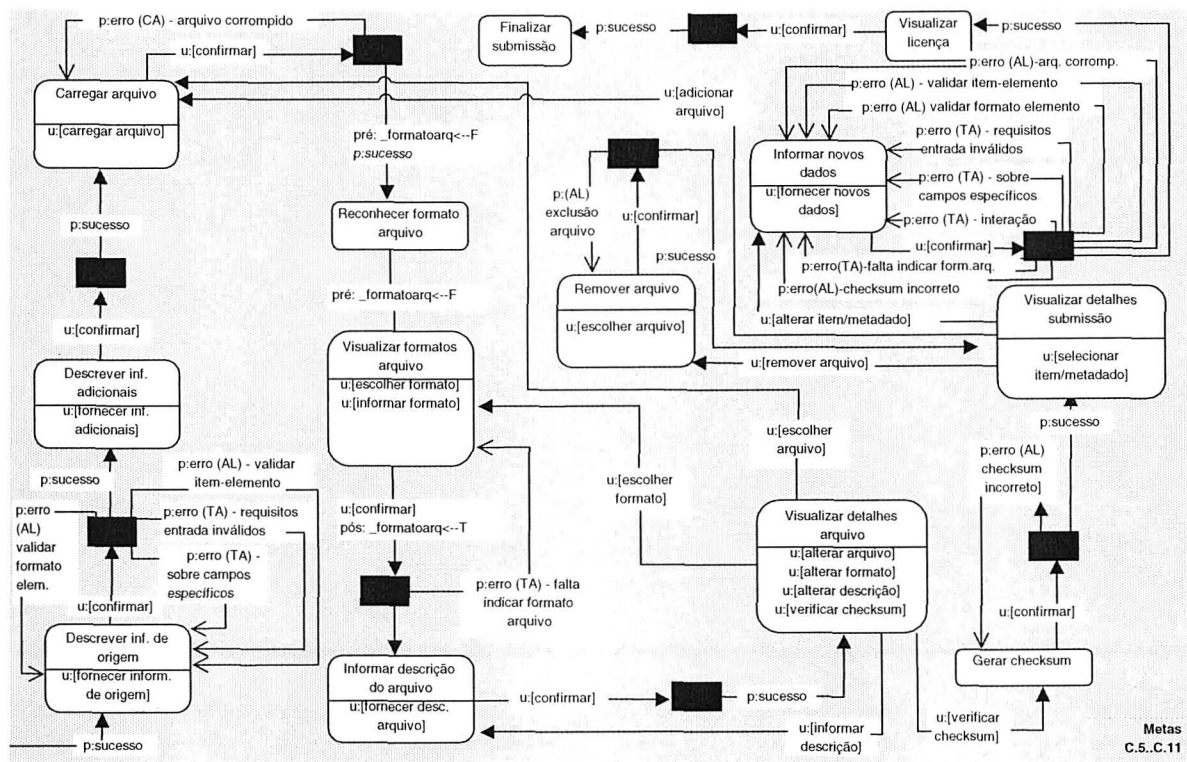 p:erro (CA) - arquivo corrompido
u:[confirmar]
Carregar arquivo
u:[carregar arquivo]
p:sucesso
u:[confirmar]
Descrever inf.
adicionais
u:[fornecer inf.
adicionais]
p:sucesso
p:erro (AL) - validar
item-elemento
p:erro
(AL)
validar
formato
elem.
p:erro (TA) - requisitos
entrada inválidos
p:erro (TA) -
sobre campos
específicos
u:[confirmar]
Descrever inf. de
origem
u:[fornecer inform.
de origem]
p:sucesso
pré: _formatoarq<--F
p:sucesso
Reconhecer formato
arquivo
pré: _formatoarq<--F
Visualizar formatos
arquivo
u:[escolher formato]
u:[informar formato]
u:[confirmar]
pós: _formatoarq<--T
p:erro (TA) - falta
indicar formato
arquivo
Informar descrição
do arquivo
u:[fornecer desc.
arquivo]
u:[confirmar]
p:sucesso
u:[informar
descrição]
Finalizar
submissão
p:sucesso
u:[confirmar]
Visualizar
licença
p:sucesso
u:[adicionar
arquivo]
p:(AL)
exclusão
arquivo
u:[confirmar]
p:sucesso
Remover arquivo
u:[escolher arquivo]
u:[remover arquivo]
p:erro (AL)-arq. corromp.
p:erro (AL) - validar item-elemento
p:erro (AL) validar formato elemento
p:erro (TA) - requisitos
entrada inválidos
p:erro (TA) - sobre
campos específicos
p:erro (TA) - interação
Informar novos
dados
u:[fornecer novos
dados]
u:[confirmar]
p:erro(TA)-falta indicar form.arq.
p:erro(AL)-checksum incorreto
u:[alterar item/metadado]
Visualizar detalhes
submissão
u:[selecionar
item/metadado]
p:sucesso
u:[escolher
arquivo]
u:[escolher
formato]
Visualizar detalhes
arquivo
u:[alterar arquivo]
u:[alterar formato]
u:[alterar descrição]
u:[verificar checksum]
p:erro (AL)
checksum
incorreto]
u:[confirmar]
Gerar checksum
u:[verificar
checksum]
Metas
C.5..C.11